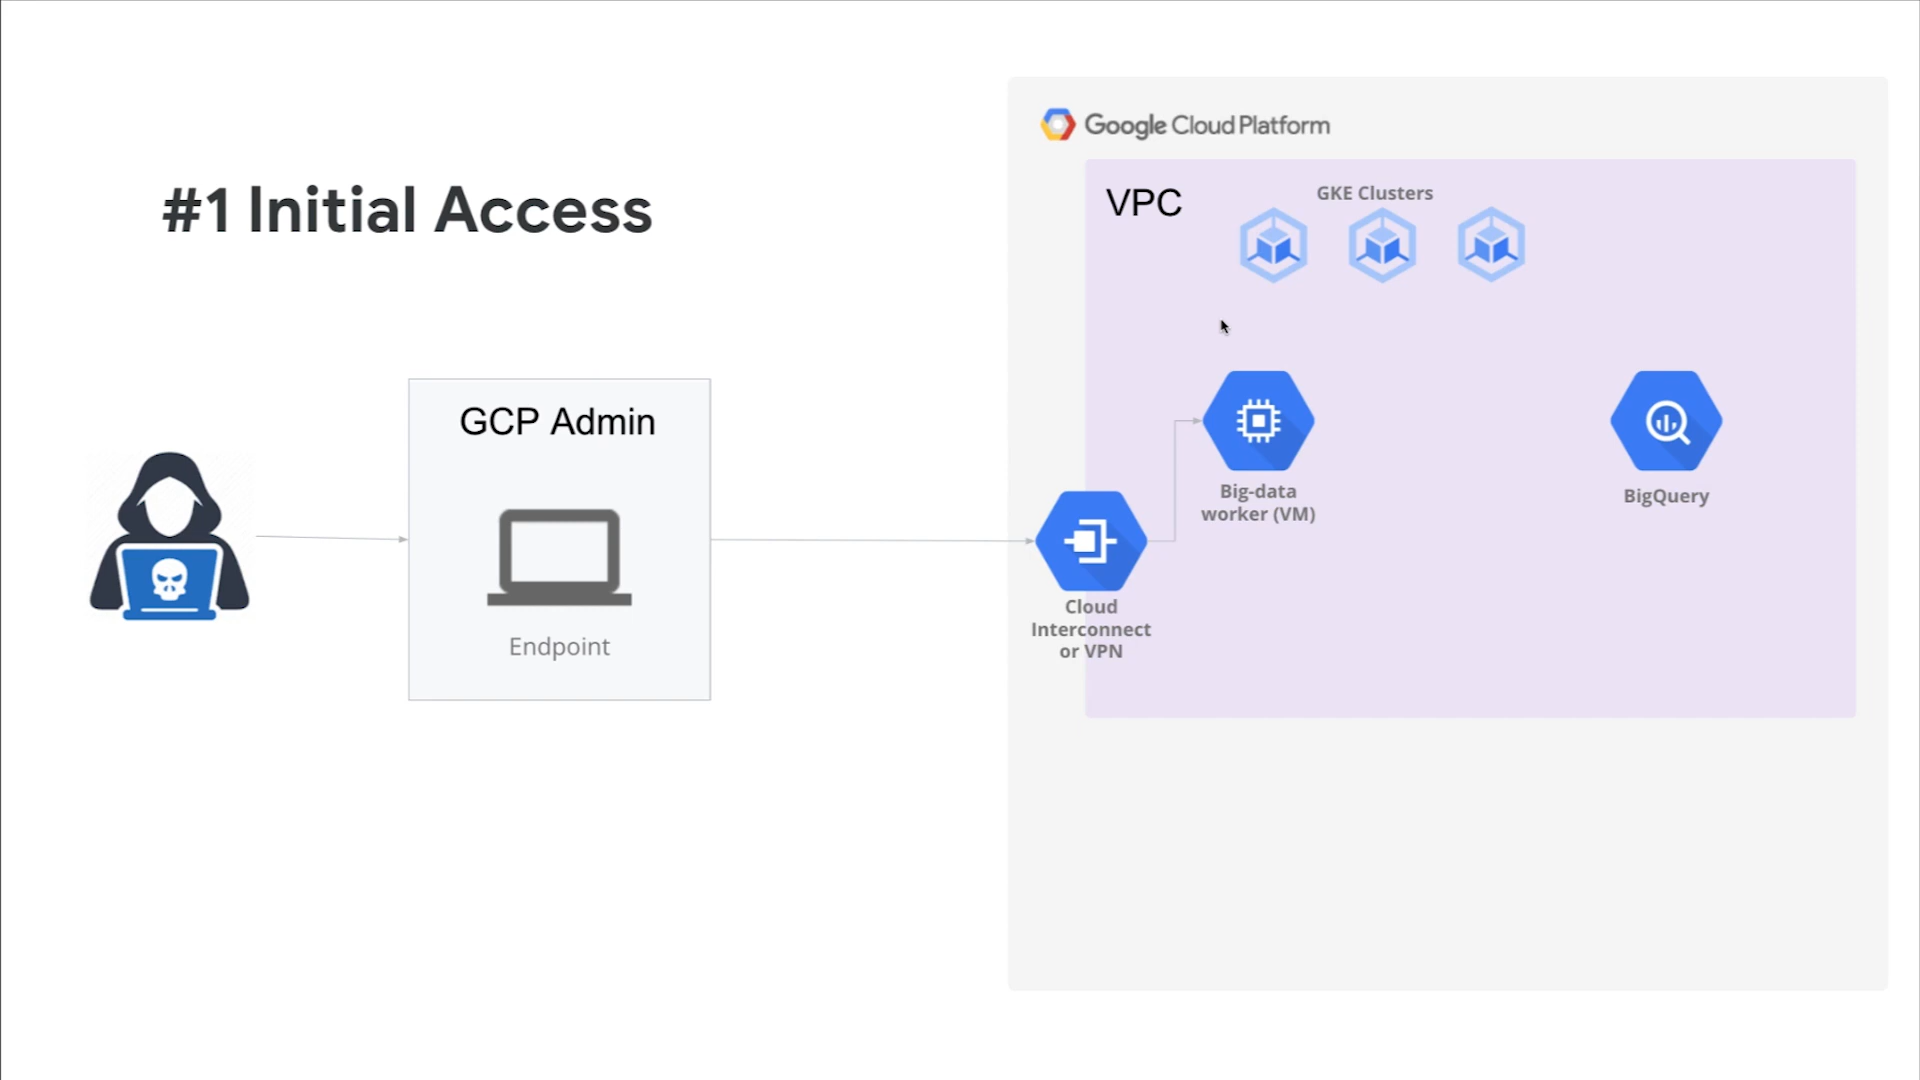 #1 Initial Access
GCP Admin
Endpoint
Google Cloud Platform
VPC
GKE Clusters
Big-data
worker (VM)
BigQuery
Cloud
Interconnect
or VPN